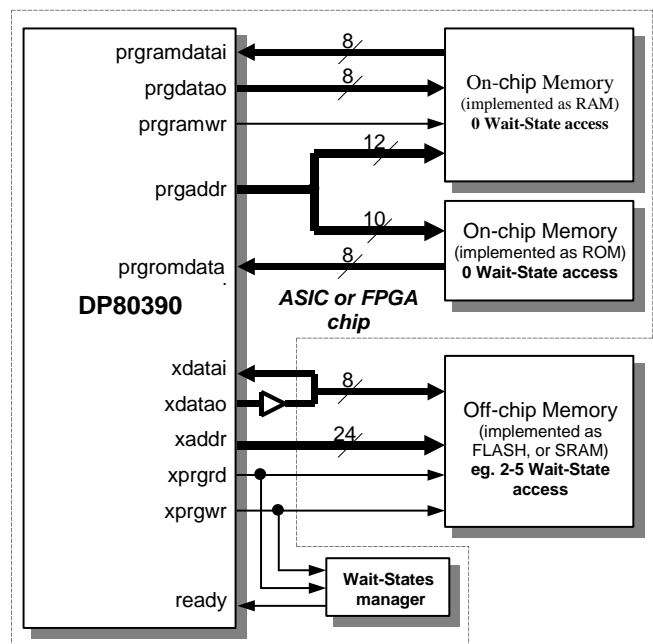 prgramdatai
8
prgdatao
8
prgramwr
On-chip Memory
(implemented as RAM)
0 Wait-State access
prgaddr
12
10
prgromdata
8
On-chip Memory
(implemented as ROM)
0 Wait-State access
DP80390
ASIC or FPGA
chip
xdatai
8
xdatao
xaddr
24
xprgrd
xprgwr
Off-chip Memory
(implemented as
FLASH, or SRAM)
eg. 2-5 Wait-State
access
ready
Wait-States
manager